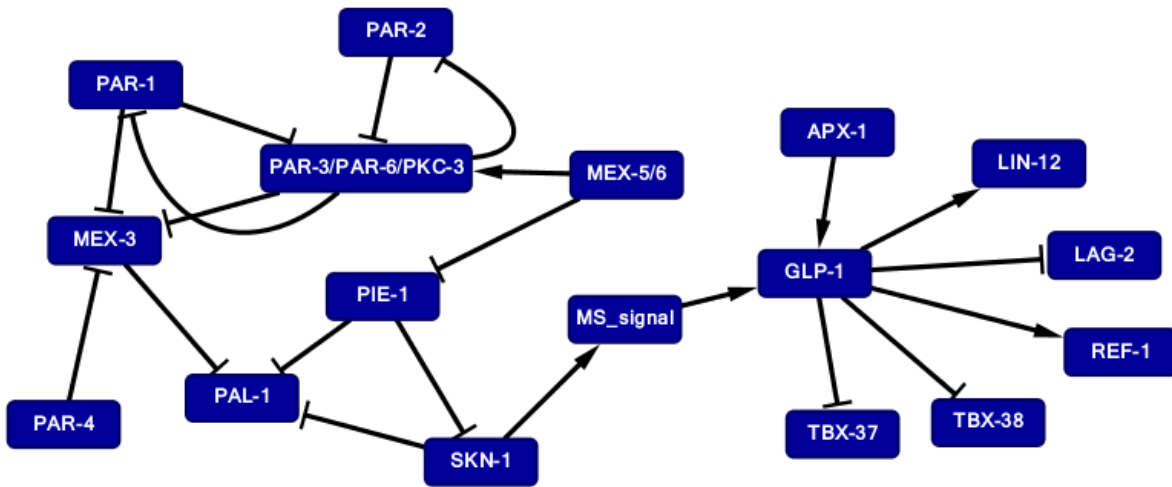 PAR-2
PAR-1
APX-1
LIN-12
PAR-3/PAR-6/PKC-3
MEX-5/6
MEX-3
LAG-2
GLP-1
PIE-1
MS_signal
REF-1
PAL-1
PAR-4
TBX-37
TBX-38
SKN-1